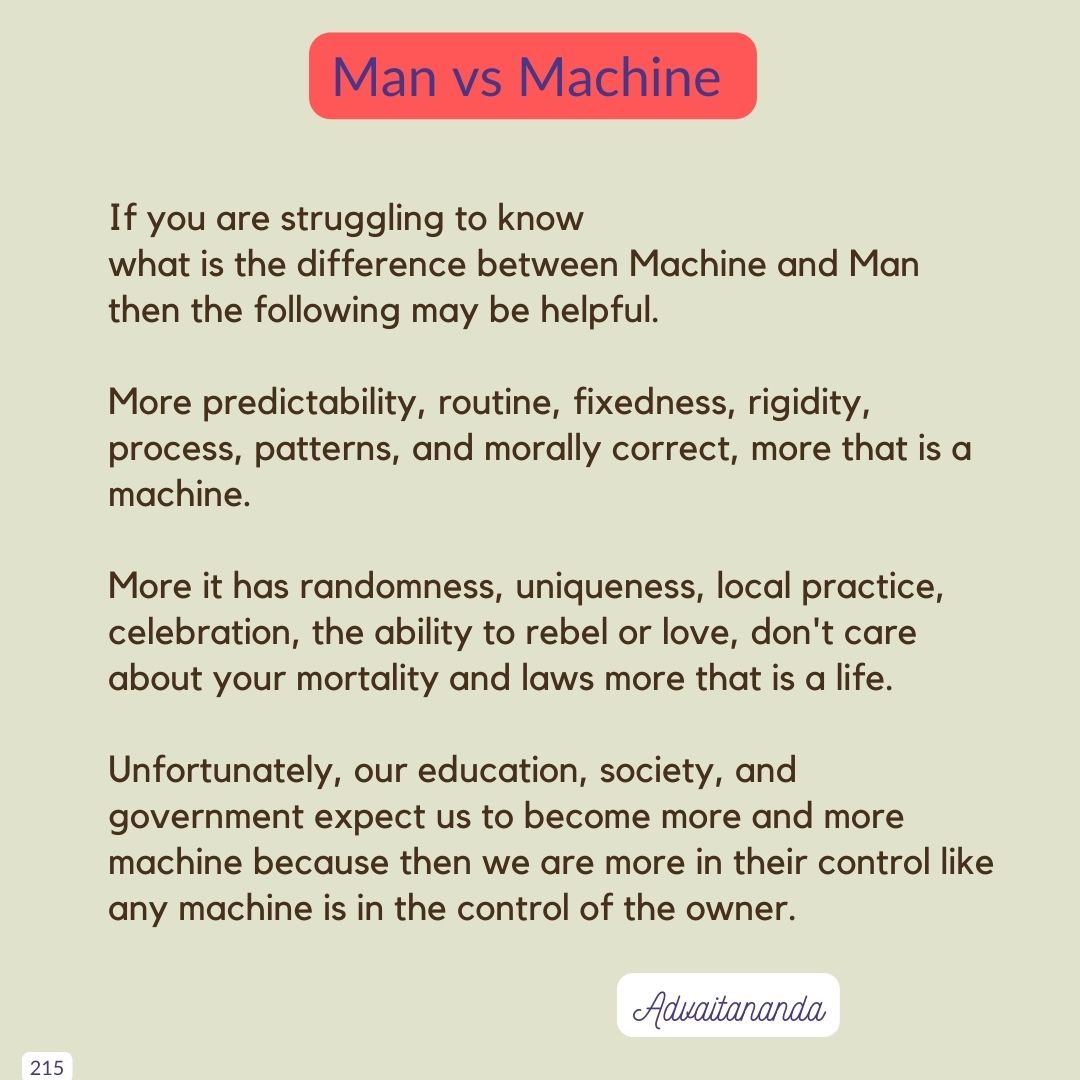 Man vs Machine
If you are struggling to know
what is the difference between Machine and Man
then the following may be helpful.
More predictability, routine, fixedness, rigidity,
process, patterns, and morally correct, more that is a
machine.
More it has randomness, uniqueness, local practice,
celebration, the ability to rebel or love, don't care
about your mortality and laws more that is a life.
Unfortunately, our education, society, and
government expect us to become more and more
machine because then we are more in their control like
any machine is in the control of the owner.
Advaitananda
215